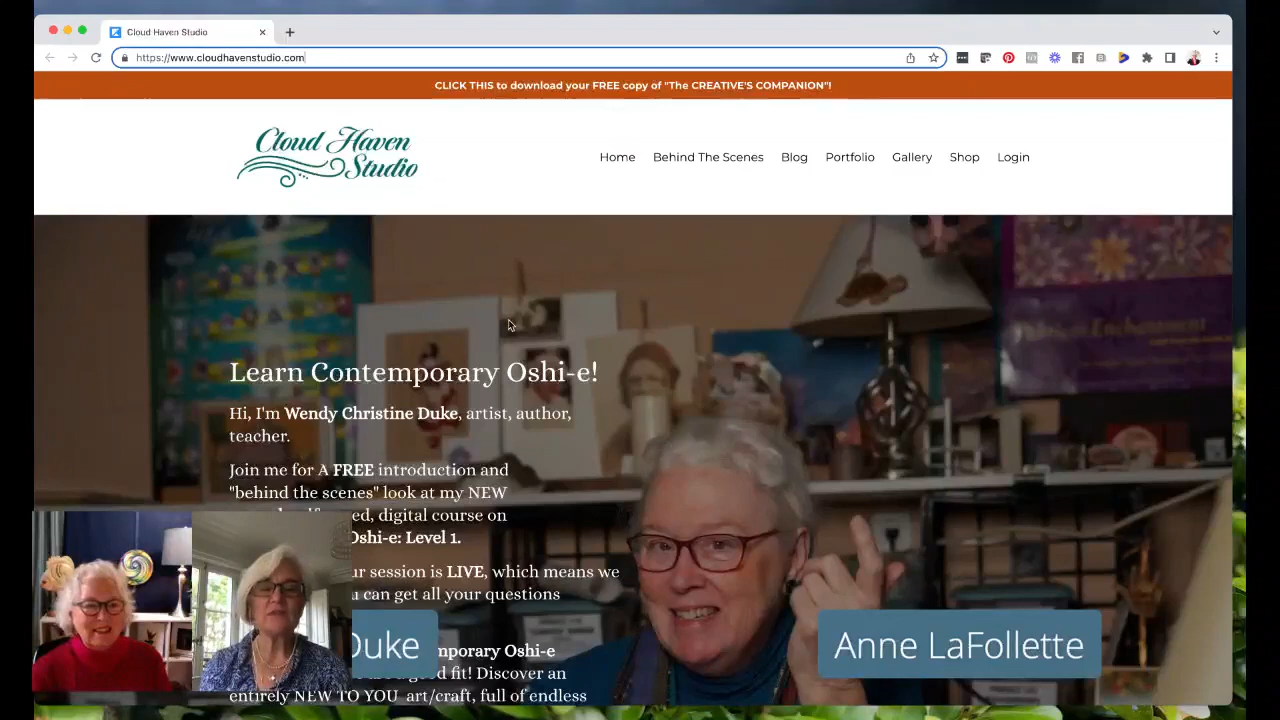 Cloud Haven Studio
https://www.cloudhavenstudio.com
CLICK THIS to download your FREE copy of "The CREATIVE'S COMPANION"!
Cloud Haven
Studio
Home Behind The Scenes Blog Portfolio Gallery Shop Login
Learn Contemporary Oshi-e!
Hi, I'm Wendy Christine Duke, artist, author,
teacher.
Join me for A FREE introduction and
"behind the scenes" look at my NEW
digital course on
Oshi-e: Level 1.
session is LIVE, which means we
can get all your questions
Duke
Anne LaFollette
Oshi-e
good fit! Discover an
entirely NEW TO YOU art/craft, full of endless